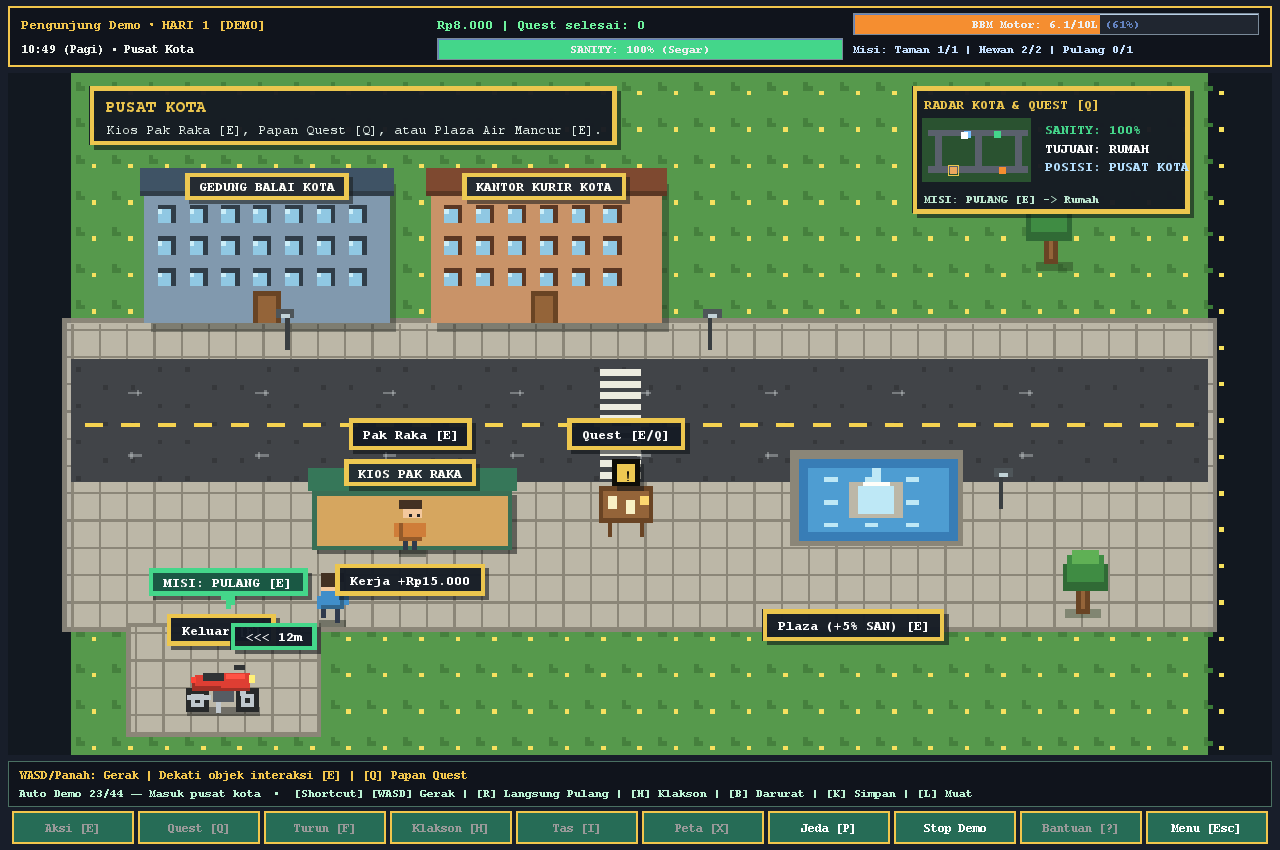 Pengunjung Demo • HARI 1 [DEMO]
Rp8.000 | Quest selesai: 0
BBM Motor: 6.1/10L (61%)
10:49 (Pagi) • Pusat Kota
SANITY: 100% (Segar)
Misi: Taman 1/1 | Hewan 2/2 | Pulang 0/1
PUSAT KOTA
Kios Pak Raka [E], Papan Quest [Q], atau Plaza Air Mancur [E].
RADAR KOTA & QUEST [Q]
SANITY: 100%
TUJUAN: RUMAH
POSISI: PUSAT KOTA
MISI: PULANG [E] -> Rumah
GEDUNG BALAI KOTA
KANTOR KURIR KOTA
Pak Raka [E]
Quest [E/Q]
KIOS PAK RAKA
!
MISI: PULANG [E]
Kerja +Rp15.000
Keluar
<<< 12m
Plaza (+5% SAN) [E]
WASD/Panah: Gerak | Dekati objek interaksi [E] | [Q] Papan Quest
Auto Demo 23/44 — Masuk pusat kota • [Shortcut] [WASD] Gerak | [R] Langsung Pulang | [H] Klakson | [B] Darurat | [K] Simpan | [L] Muat
Aksi [E]
Quest [Q]
Turun [F]
Klakson [H]
Tas [I]
Peta [X]
Jeda [P]
Stop Demo
Bantuan [?]
Menu [Esc]